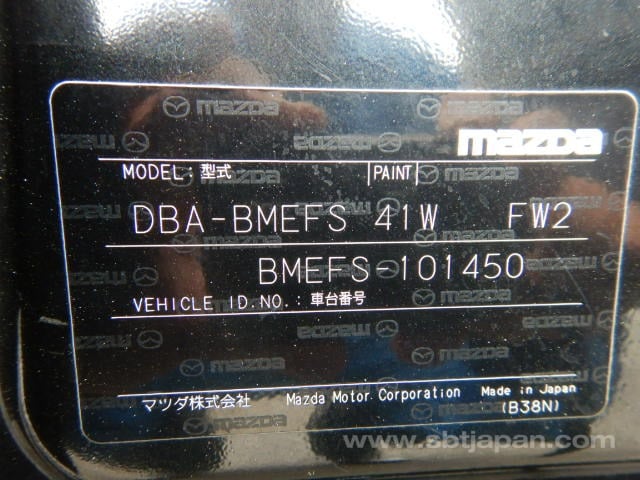 mazda
MODEL: 型式 PAINT
DBA-BMEFS 41W FW2
BMEFS-101450
VEHICLE ID.NO.: 車台番号
マツダ株式会社 Mazda Motor Corporation Made in Japan
(B38N)
www.sbtjapan.com